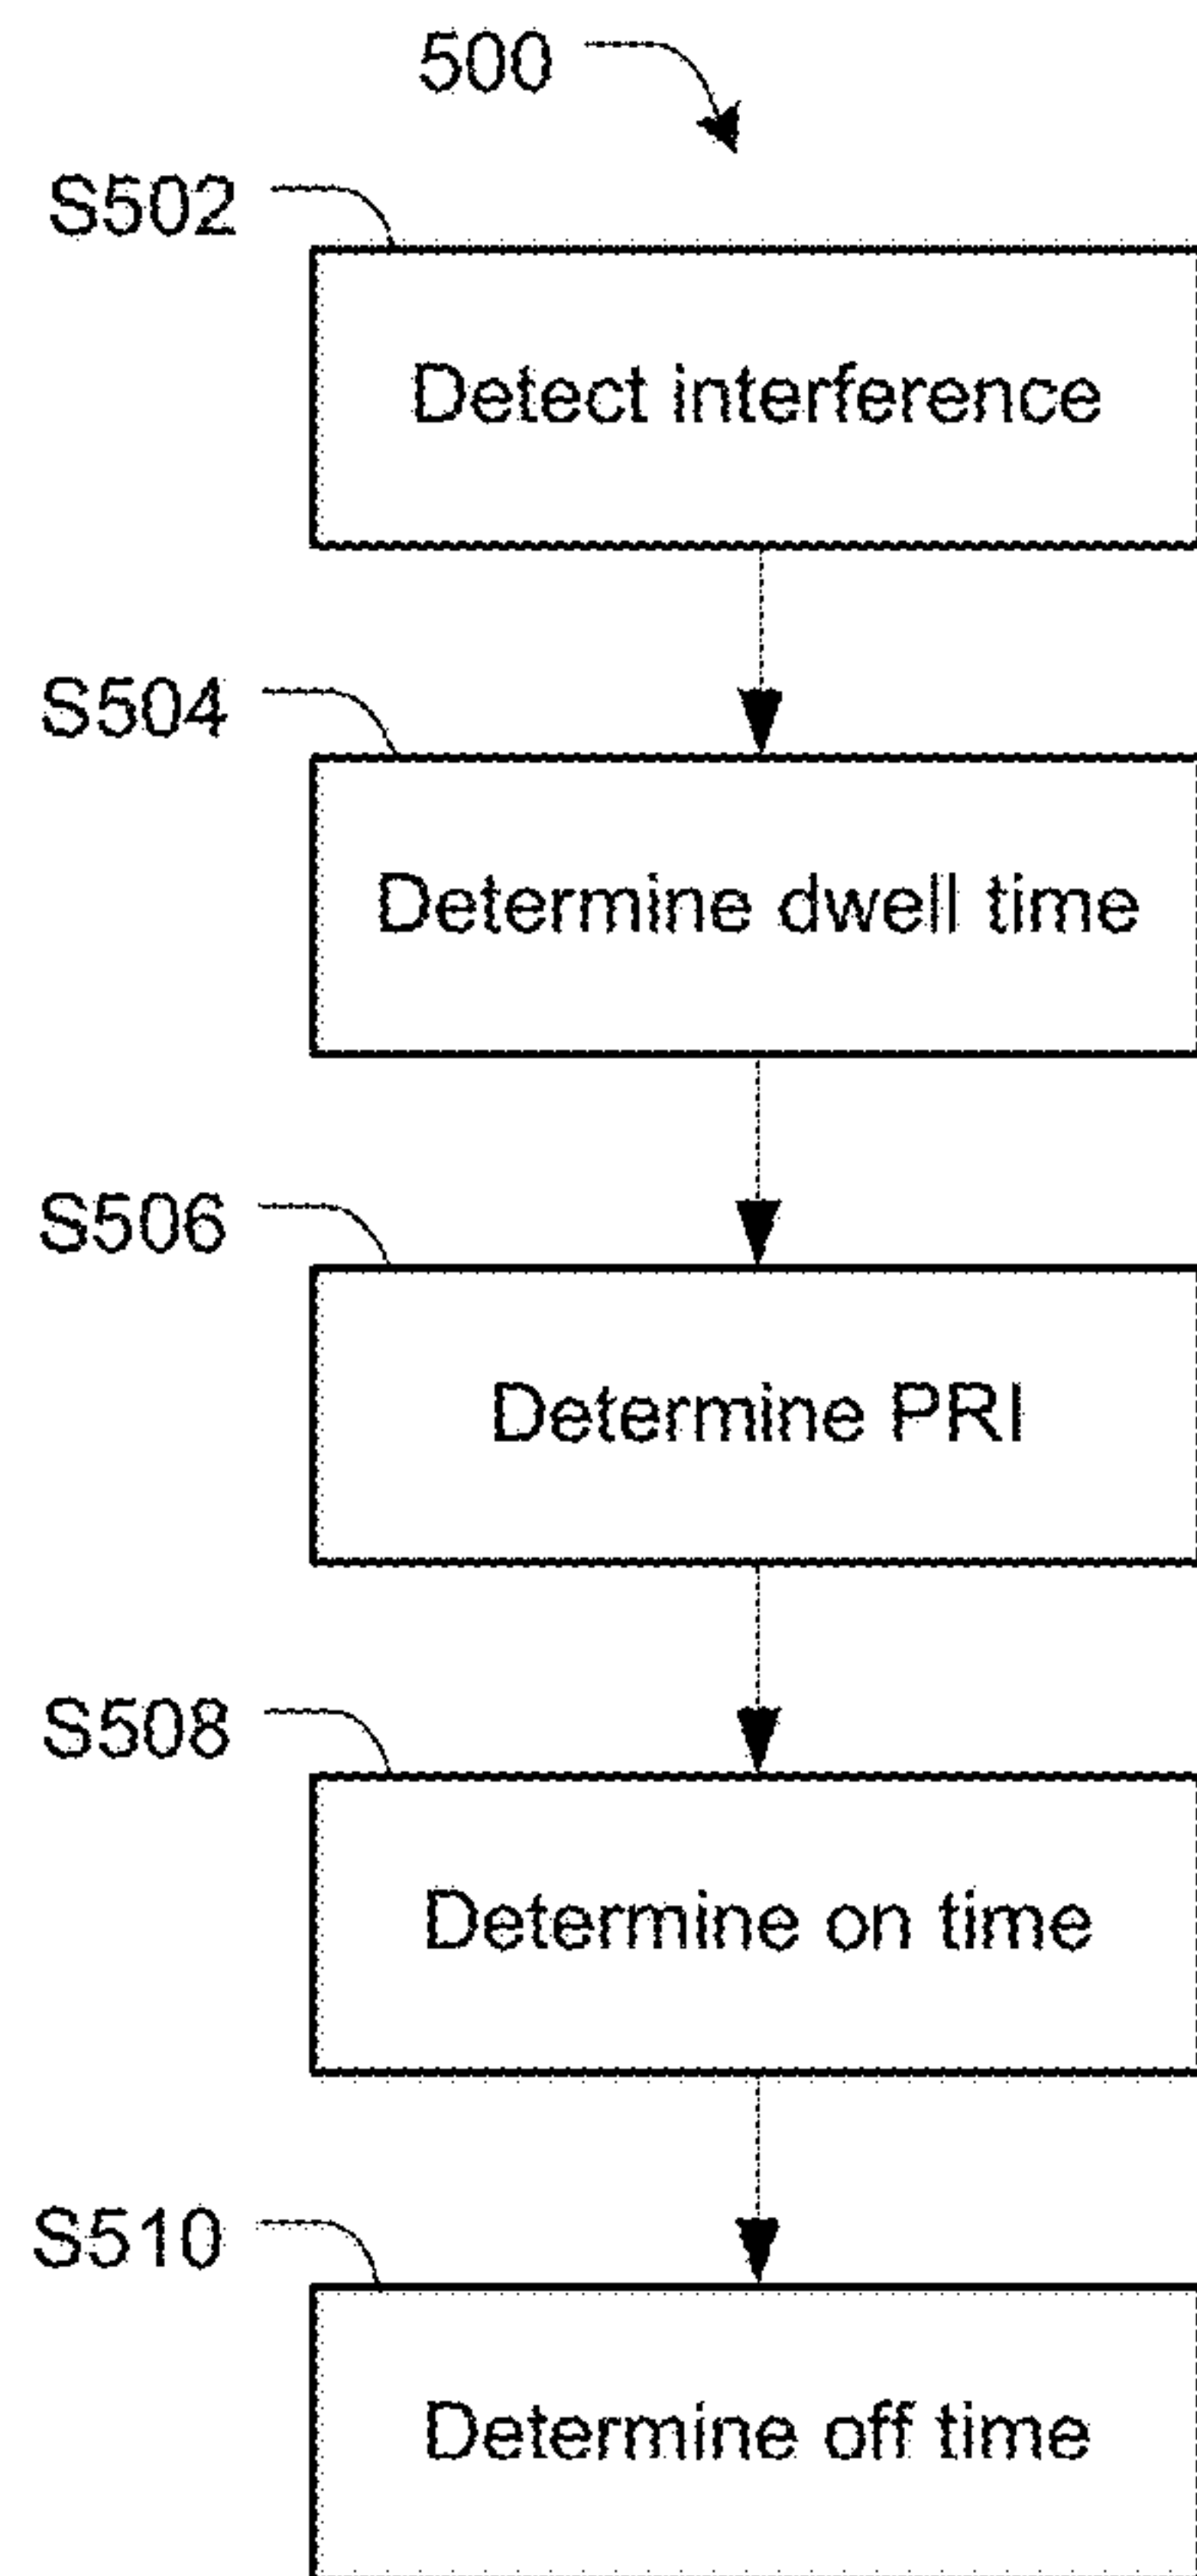 500
S502
Detect interference
S504
Determine dwell time
S506
Determine PRI
S508
Determine on time
S510
Determine off time